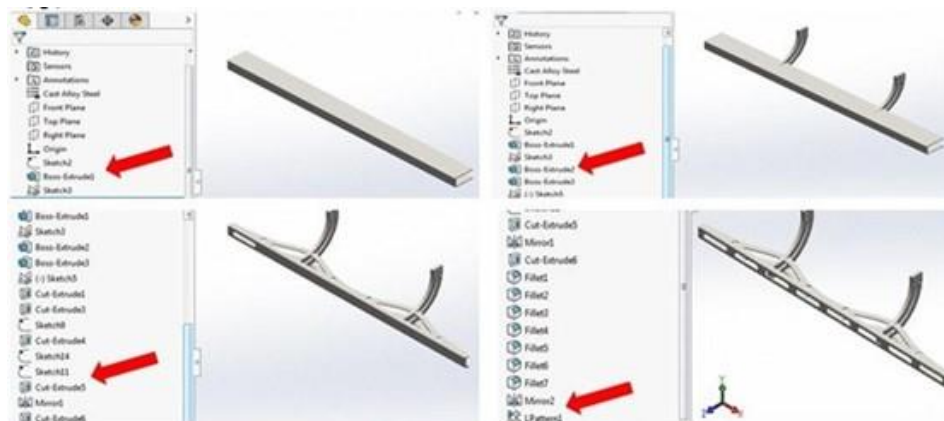 History
Sensors
Annotations
Cast Alloy Steel
Front Plane
Top Plane
Right Plane
Origin
Sketch2
Boss-Extrude1
Sketch3
History
Sensors
Annotations
Cast Alloy Steel
Front Plane
Top Plane
Right Plane
Origin
Sketch2
Boss-Extrude1
Sketch3
Boss-Extrude2
Boss-Extrude3
(-) Sketch5
Boss-Extrude1
Sketch3
Boss-Extrude2
Boss-Extrude3
(-) Sketch5
Cut-Extrude1
Cut-Extrude3
Sketch8
Cut-Extrude4
Sketch14
Sketch11
Cut-Extrude5
Mirror1
Cut-Extrude6
Cut-Extrude5
Mirror1
Cut-Extrude6
Fillet1
Fillet2
Fillet3
Fillet4
Fillet5
Fillet6
Fillet7
Mirror2
LPattern1